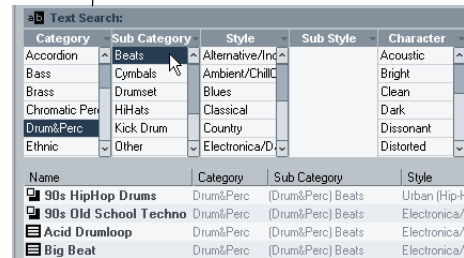 Text Search:
Category Sub Category Style Sub Style Character
Accordion Beats Alternative/Ind Acoustic
Bass Cymbals Ambient/ChillO Bright
Brass Drumset Blues Clean
Chromatic Perc HiHats Classical Dark
Drum&Perc Kick Drum Country Dissonant
Ethnic Other Electronica/Da Distorted
Name Category Sub Category Style
90s HipHop Drums Drum&Perc (Drum&Perc) Beats Urban (Hip-H
90s Old School Techno Drum&Perc (Drum&Perc) Beats Electronica/
Acid Drumloop Drum&Perc (Drum&Perc) Beats Electronica/
Big Beat Drum&Perc (Drum&Perc) Beats Electronica/